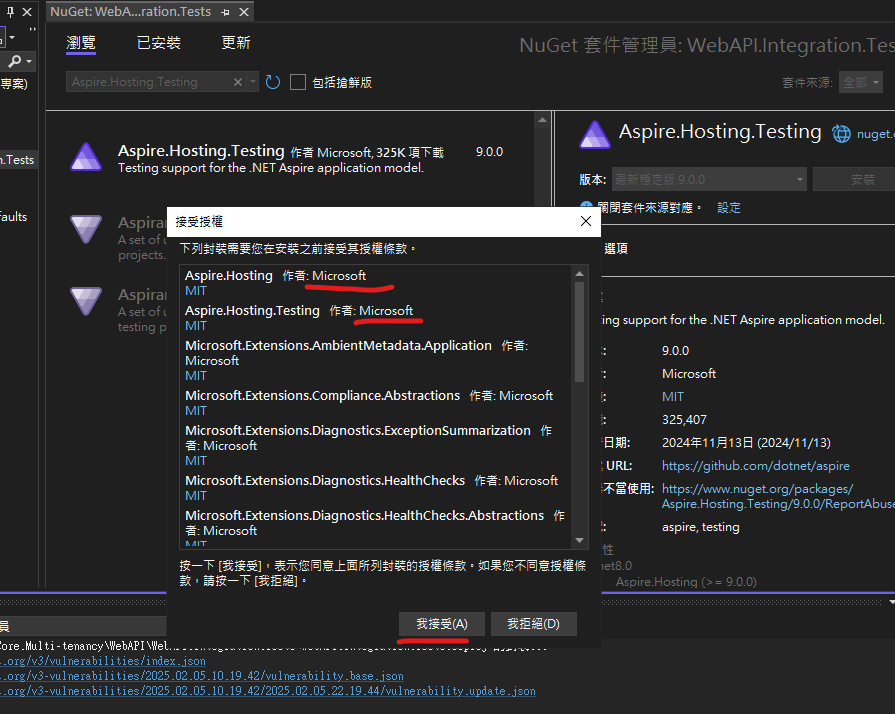 NuGet: WebA...ration.Tests
瀏覽 已安裝 更新
NuGet 套件管理員: WebAPI.Integration.Tes
Aspire.Hosting.Testing
包括搶鮮版
套件來源: 全部
專案)
n.Tests
faults
Aspire.Hosting.Testing 作者 Microsoft, 325K 項下載 9.0.0
Testing support for the .NET Aspire application model.
Aspiran
A set of u
projects.
Aspiran
A set of u
testing p
Aspire.Hosting.Testing nuget.o
版本: 最新穩定版 9.0.0 安裝
關閉套件來源對應。 設定
選項
ing support for the .NET Aspire application model.
9.0.0
Microsoft
MIT
325,407
日期: 2024年11月13日 (2024/11/13)
URL: https://github.com/dotnet/aspire
不當使用: https://www.nuget.org/packages/
Aspire.Hosting.Testing/9.0.0/ReportAbuse
aspire, testing
性
net8.0
Aspire.Hosting (>= 9.0.0)
接受授權
下列封裝需要您在安裝之前接受其授權條款。
Aspire.Hosting 作者: Microsoft
MIT
Aspire.Hosting.Testing 作者: Microsoft
MIT
Microsoft.Extensions.AmbientMetadata.Application 作者:
Microsoft
MIT
Microsoft.Extensions.Compliance.Abstractions 作者: Microsoft
MIT
Microsoft.Extensions.Diagnostics.ExceptionSummarization 作
者: Microsoft
MIT
Microsoft.Extensions.Diagnostics.HealthChecks 作者: Microsoft
MIT
Microsoft.Extensions.Diagnostics.HealthChecks.Abstractions 作
者: Microsoft
MIT
按一下 [我接受]，表示您同意上面所列封裝的授權條款。如果您不同意授權條
款，請按一下 [我拒絕]。
我接受(A) 我拒絕(D)
員
Core.Multi-tenancy\WebAPI\Web
.org/v3/vulnerabilities/index.json
.org/v3-vulnerabilities/2025.02.05.10.19.42/vulnerability.base.json
.org/v3-vulnerabilities/2025.02.05.10.19.42/2025.02.05.22.19.44/vulnerability.update.json